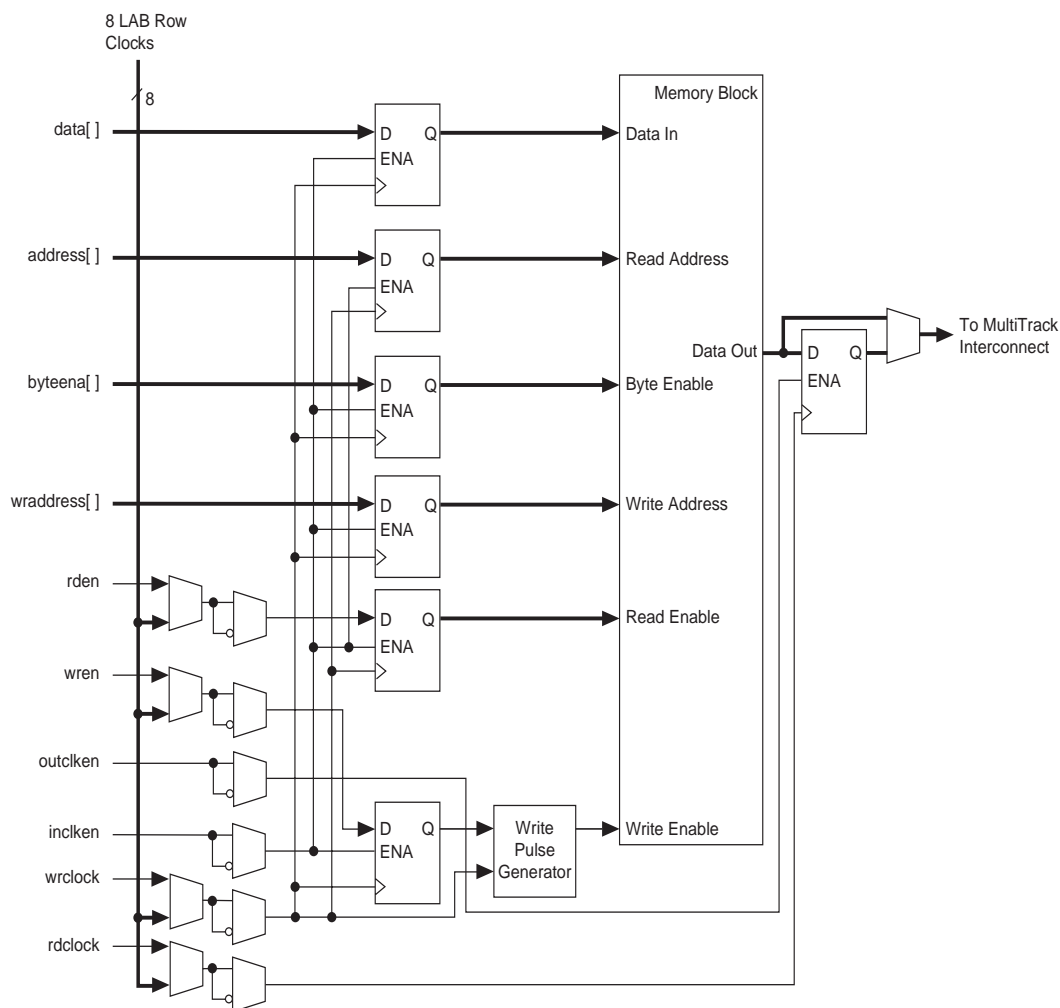 8 LAB Row
Clocks
8
Memory Block
data[ ]
D Q
ENA
Data In
address[ ]
D Q
ENA
Read Address
Data Out
D Q
ENA
To MultiTrack
Interconnect
byteena[ ]
D Q
ENA
Byte Enable
wraddress[ ]
D Q
ENA
Write Address
rden
D Q
ENA
Read Enable
wren
outclken
inclken
D Q
ENA
Write
Pulse
Generator
Write Enable
wrclock
rdclock